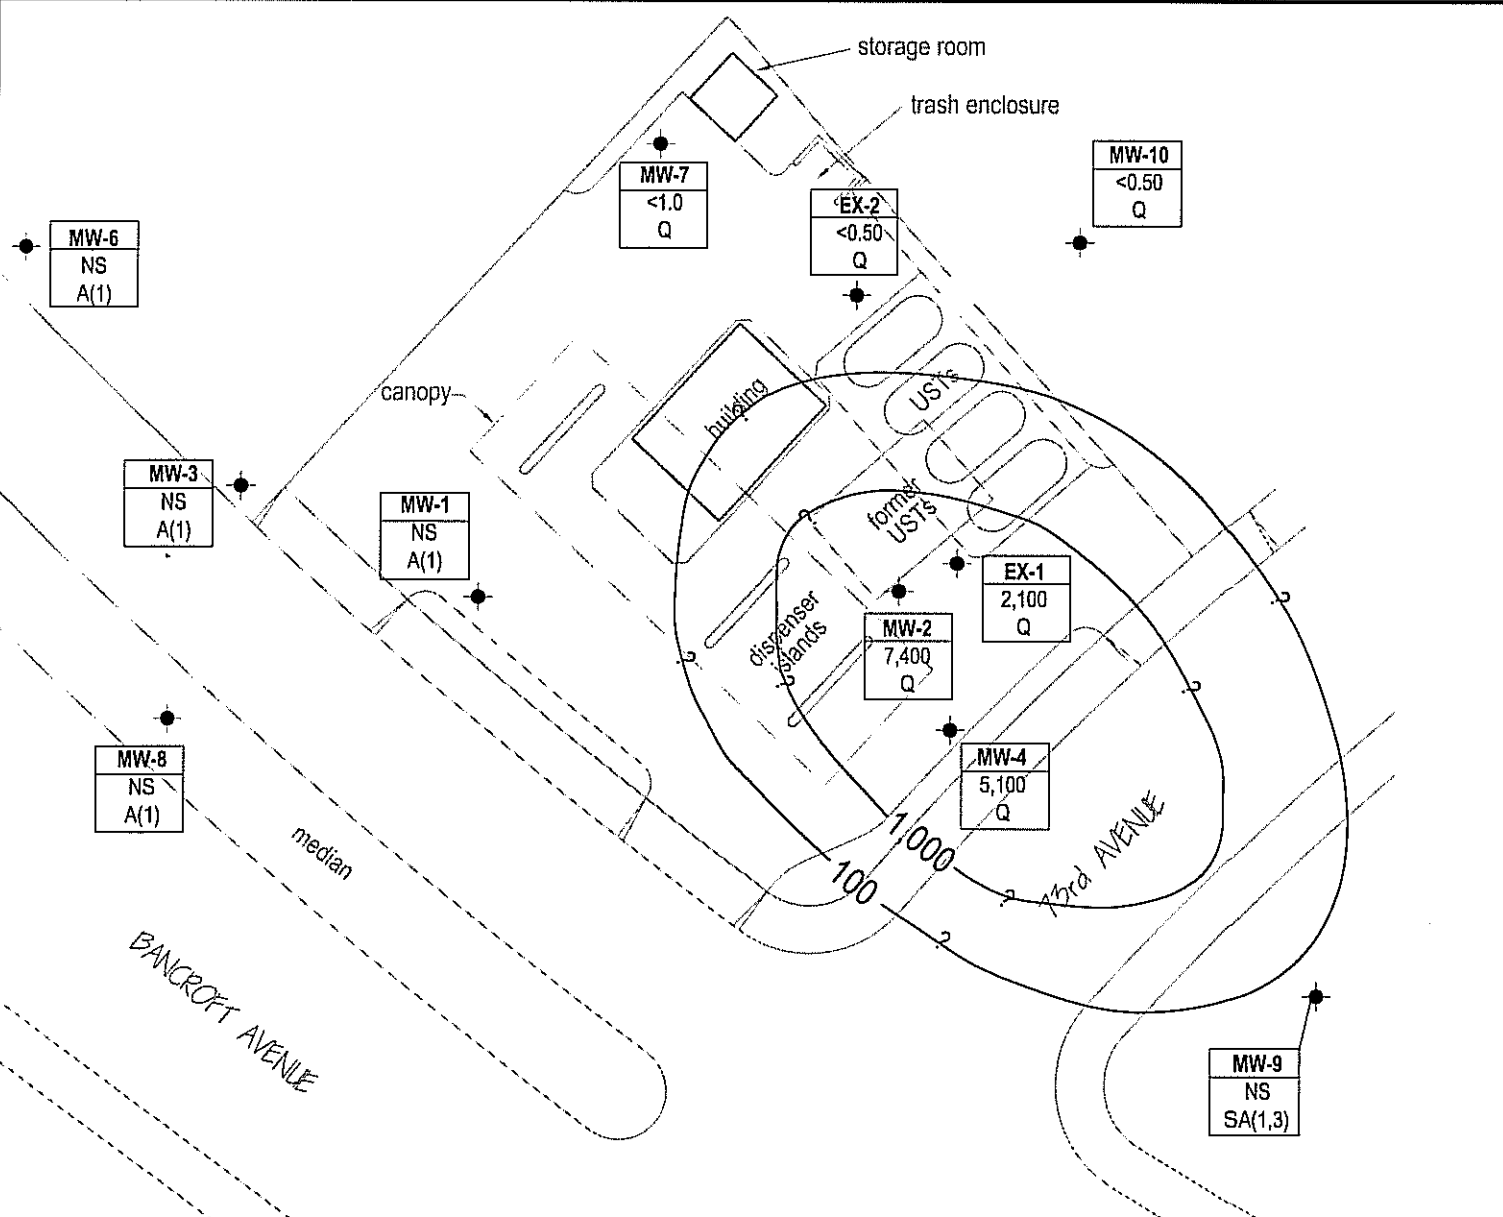 storage room
trash enclosure
MW-10
<0.50
Q
MW-7
<1.0
Q
EX-2
<0.50
Q
MW-6
NS
A(1)
canopy
building
USTs
former
USTs
MW-3
NS
A(1)
MW-1
NS
A(1)
?
?
EX-1
2,100
Q
MW-2
7,400
Q
dispenser
islands
?
?
?
?
MW-4
5,100
Q
MW-8
NS
A(1)
median
1,000
100
?
?
73rd AVENUE
BANCROFT AVENUE
MW-9
NS
SA(1,3)